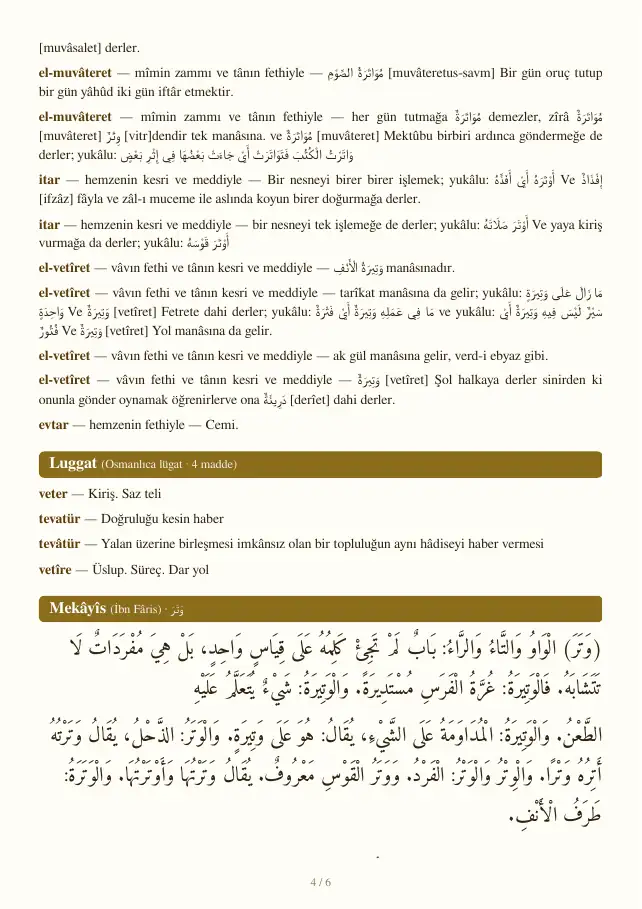 [muvâsalet] derler.
el-muvâteret — mîmin zammı ve tânın fethiyle — مُوَاتَرَةُ الصَّوْمِ [muvâteretus-savm] Bir gün oruç tutup
bir gün yâhûd iki gün iftâr etmektir.
el-muvâteret — mîmin zammı ve tânın fethiyle — her gün tutmağa مُوَاتَرَةٌ demezler, zîrâ مُوَاتَرَةٌ
[muvâteret] وِتْرٌ [vitr]dendir tek manâsına. ve مُوَاتَرَةٌ [muvâteret] Mektûbu birbiri ardınca göndermeğe de
derler; yukâlu: وَاتَرْتُ الْكُتُبَ فَتَوَاتَرَتْ أَيْ جَاءَتْ بَعْضُهَا فِي إِثْرِ بَعْضٍ
itar — hemzenin kesri ve meddiyle — Bir nesneyi birer birer işlemek; yukâlu: أَوْتَرَهُ أَيْ أَفَذَّهُ Ve إِفْذَاذٌ
[ifzâz] fâyla ve zâl-ı muceme ile aslında koyun birer doğurmağa derler.
itar — hemzenin kesri ve meddiyle — bir nesneyi tek işlemeğe de derler; yukâlu: أَوْتَرَ صَلَاتَهُ Ve yaya kiriş
vurmağa da derler; yukâlu: أَوْتَرَ قَوْسَهُ
el-vetîret — vâvın fethi ve tânın kesri ve meddiyle — وَتِيرَةُ الْأَنْفِ manâsınadır.
el-vetîret — vâvın fethi ve tânın kesri ve meddiyle — tarîkat manâsına da gelir; yukâlu: مَا زَالَ عَلَى وَتِيرَةٍ
وَاحِدَةٍ Ve وَتِيرَةٌ [vetîret] Fetrete dahi derler; yukâlu: مَا فِي عَمَلِهِ وَتِيرَةٌ أَيْ فَتْرَةٌ ve yukâlu: سَيْرٌ لَيْسَ فِيهِ وَتِيرَةٌ أَيْ
فُتُورٌ Ve وَتِيرَةٌ [vetîret] Yol manâsına da gelir.
el-vetîret — vâvın fethi ve tânın kesri ve meddiyle — ak gül manâsına gelir, verd-i ebyaz gibi.
el-vetîret — vâvın fethi ve tânın kesri ve meddiyle — وَتِيرَةٌ [vetîret] Şol halkaya derler sinirden ki
onunla gönder oynamak öğrenirlerve ona دَرِيئَةٌ [derîet] dahi derler.
evtar — hemzenin fethiyle — Cemi.
Luggat (Osmanlıca lügat · 4 madde)
veter — Kiriş. Saz teli
tevatür — Doğruluğu kesin haber
tevâtür — Yalan üzerine birleşmesi imkânsız olan bir topluluğun aynı hâdiseyi haber vermesi
vetîre — Üslup. Süreç. Dar yol
Mekâyîs (İbn Fâris) · وَتَرَ
(وَتَرَ) الْوَاوُ وَالتَّاءُ وَالرَّاءُ: بَابٌ لَمْ تَجِئْ كَلِمُهُ عَلَى قِيَاسٍ وَاحِدٍ، بَلْ هِيَ مُفْرَدَاتٌ لَا
تَتَشَابَهُ. فَالْوَتِيرَةُ: غُرَّةُ الْفَرَسِ مُسْتَدِيرَةً. وَالْوَتِيرَةُ: شَيْءٌ يُتَعَلَّمُ عَلَيْهِ
الطَّعْنُ. وَالْوَتِيرَةُ: الْمُدَاوَمَةُ عَلَى الشَّيْءِ، يُقَالُ: هُوَ عَلَى وَتِيرَةٍ. وَالْوَتَرُ: الذَّحْلُ، يُقَالُ وَتَرْتُهُ
أَتِرُهُ وَتْرًا. وَالْوِتْرُ وَالْوَتْرُ: الْفَرْدُ. وَوَتَرُ الْقَوْسِ مَعْرُوفٌ. يُقَالُ وَتَرْتُهَا وَأَوْتَرْتُهَا. وَالْوَتَرَةُ:
طَرَفُ الْأَنْفِ.
4 / 6